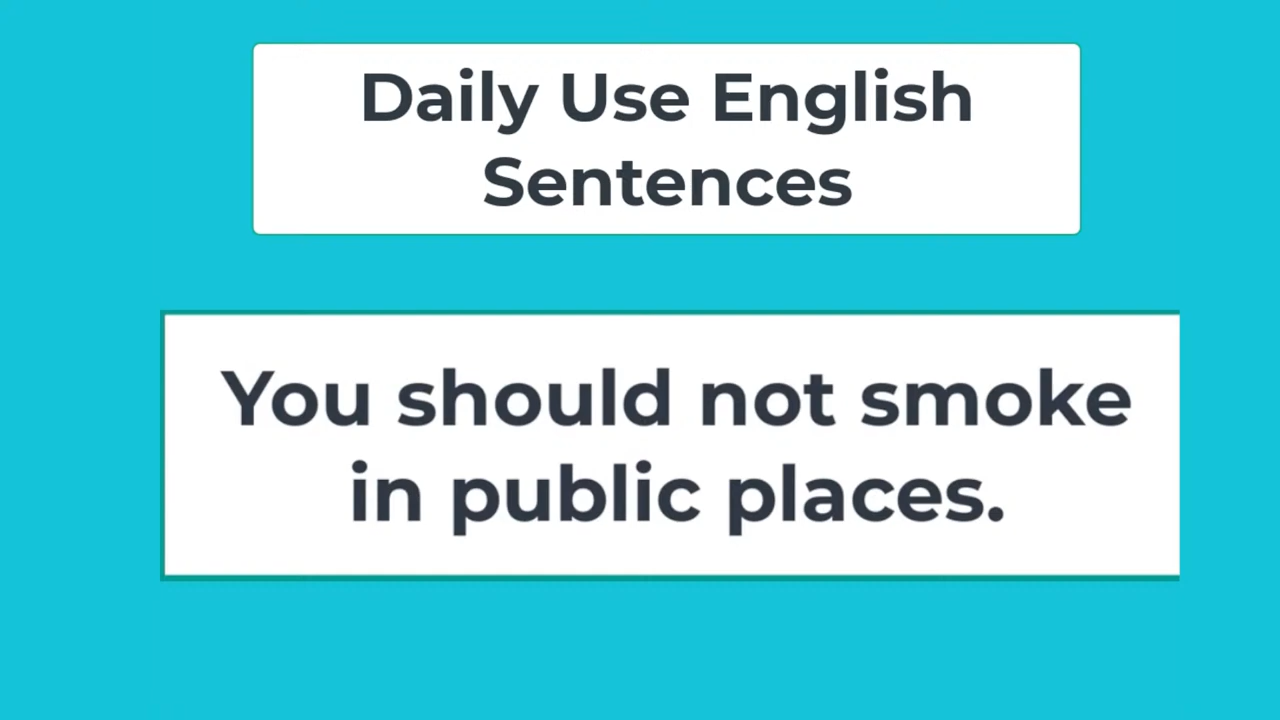 Daily Use English
Sentences
You should not smoke
in public places.